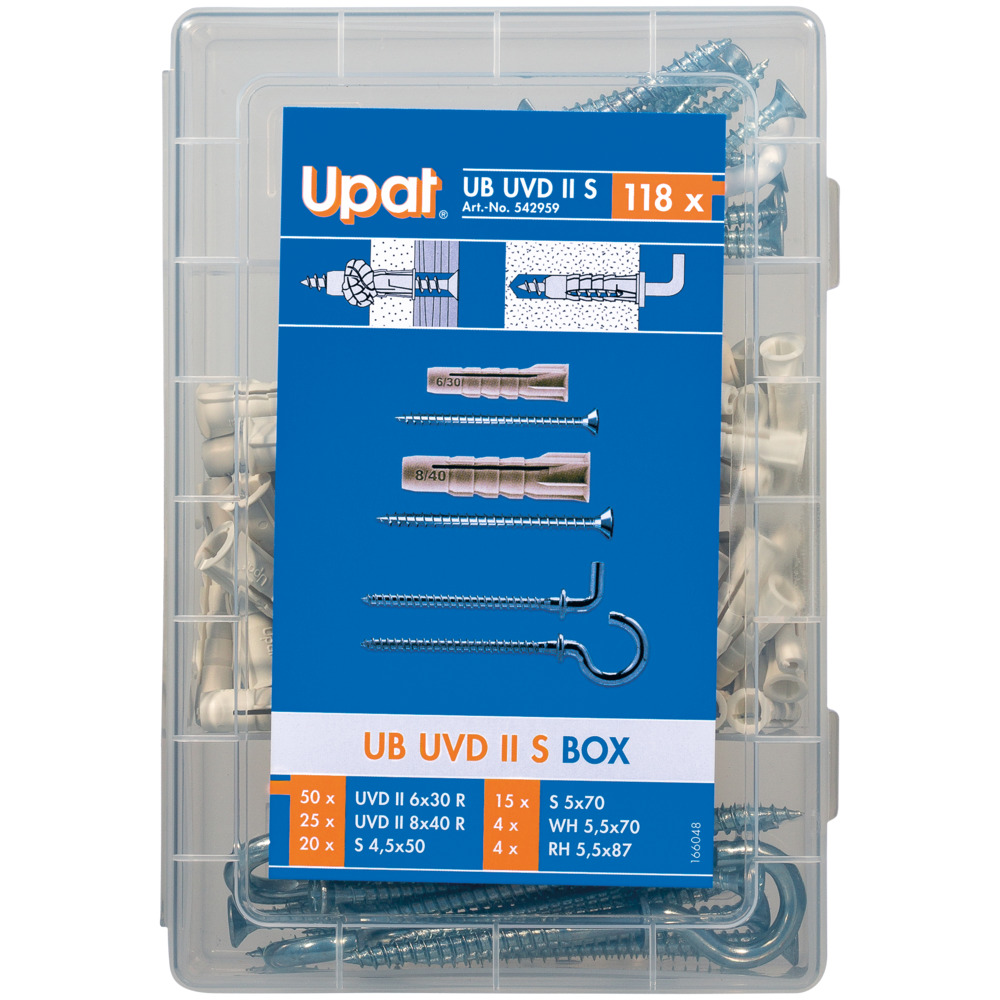 Upat®
UB UVD II S
Art.-No. 542959
118 x
6/30
8/40
UB UVD II S BOX
50 x UVD II 6x30 R 15 x S 5x70
25 x UVD II 8x40 R 4 x WH 5,5x70
20 x S 4,5x50 4 x RH 5,5x87
166048